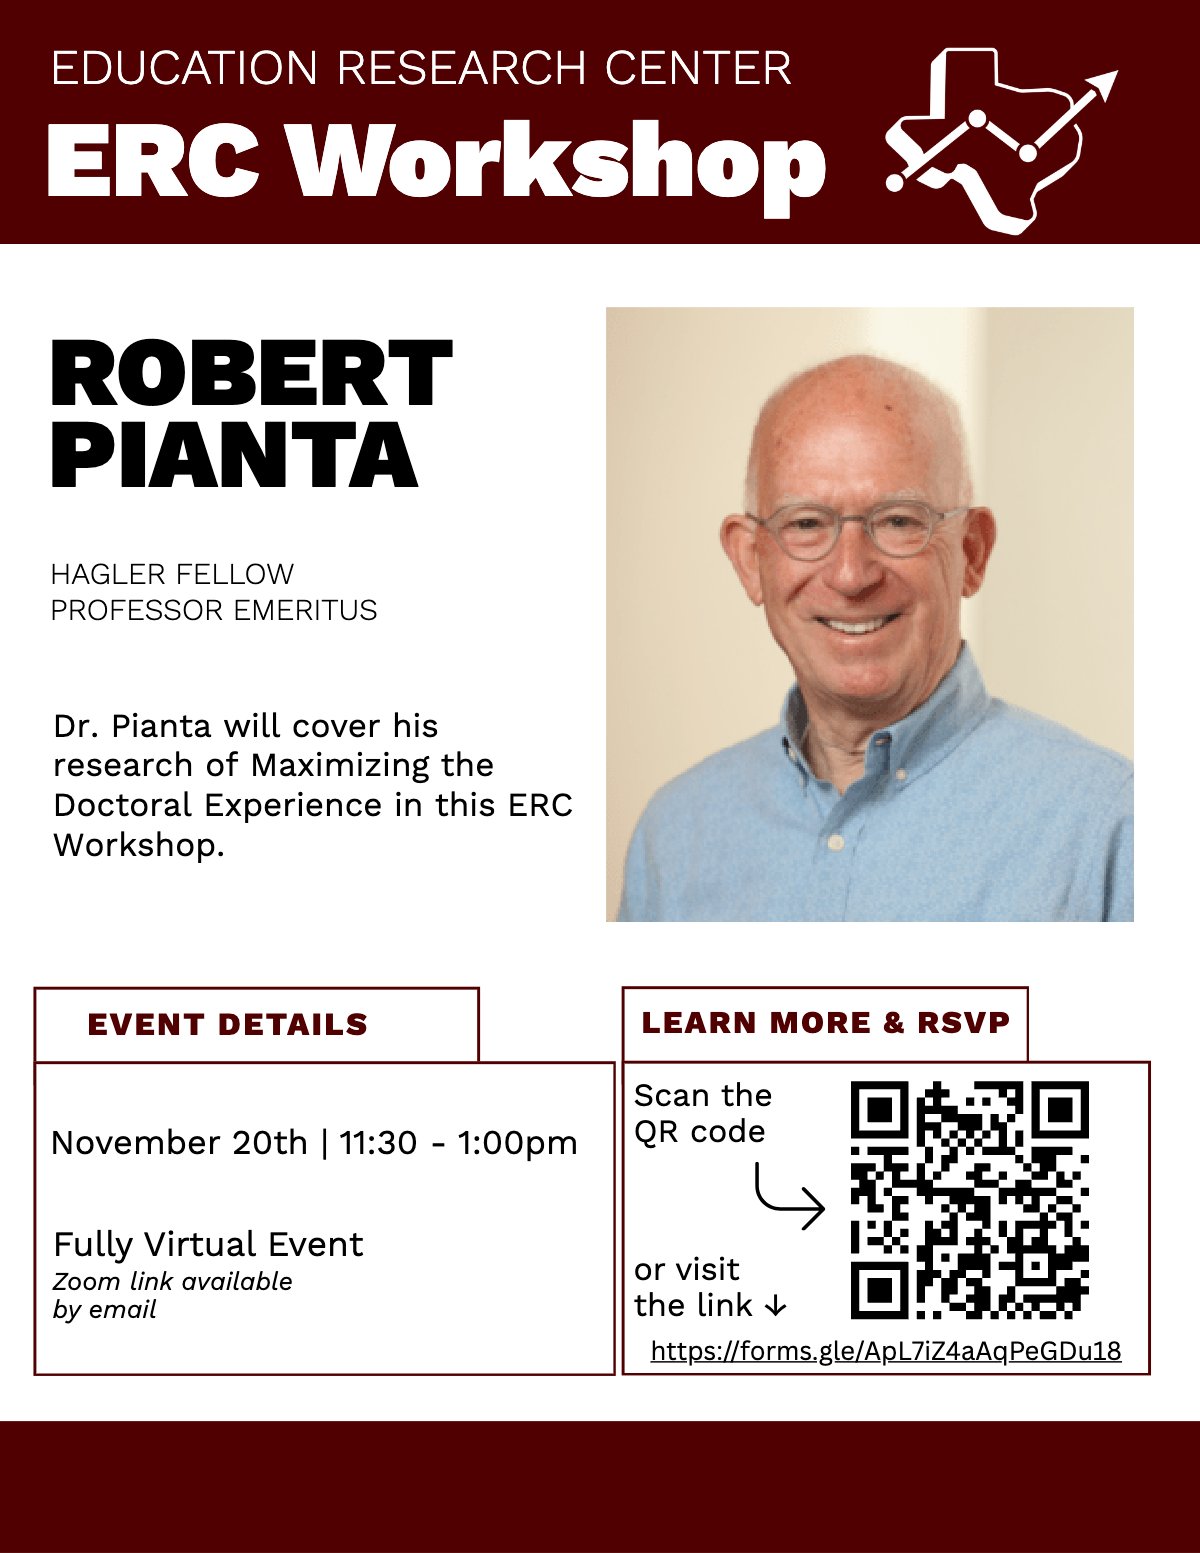 EDUCATION RESEARCH CENTER
ERC Workshop
ROBERT
PIANTA
HAGLER FELLOW
PROFESSOR EMERITUS
Dr. Pianta will cover his
research of Maximizing the
Doctoral Experience in this ERC
Workshop.
EVENT DETAILS
November 20th | 11:30 - 1:00pm
Fully Virtual Event
Zoom link available
by email
LEARN MORE & RSVP
Scan the
QR code
or visit
the link ↓
https://forms.gle/ApL7iZ4aAqPeGDu18